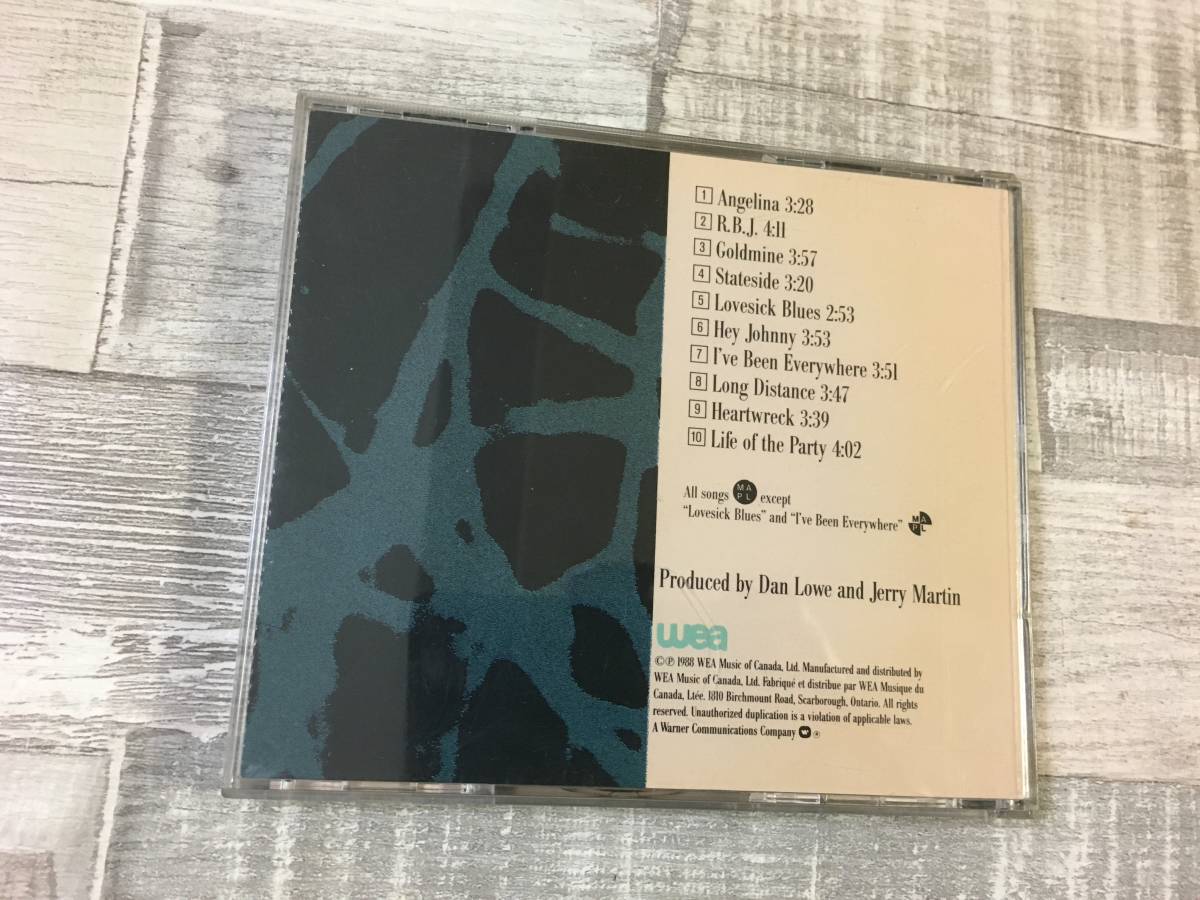 1 Angelina 3:28
2 R.B.J. 4:11
3 Goldmine 3:57
4 Stateside 3:20
5 Lovesick Blues 2:53
6 Hey Johnny 3:53
7 I've Been Everywhere 3:51
8 Long Distance 3:47
9 Heartwreck 3:39
10 Life of the Party 4:02
All songs MAPL except
"Lovesick Blues" and "I've Been Everywhere" MAPL
Produced by Dan Lowe and Jerry Martin
wea
©℗ 1988 WEA Music of Canada, Ltd. Manufactured and distributed by
WEA Music of Canada, Ltd. Fabriqué et distribue par WEA Musique du
Canada, Ltée. 1810 Birchmount Road, Scarborough, Ontario. All rights
reserved. Unauthorized duplication is a violation of applicable laws.
A Warner Communications Company ®